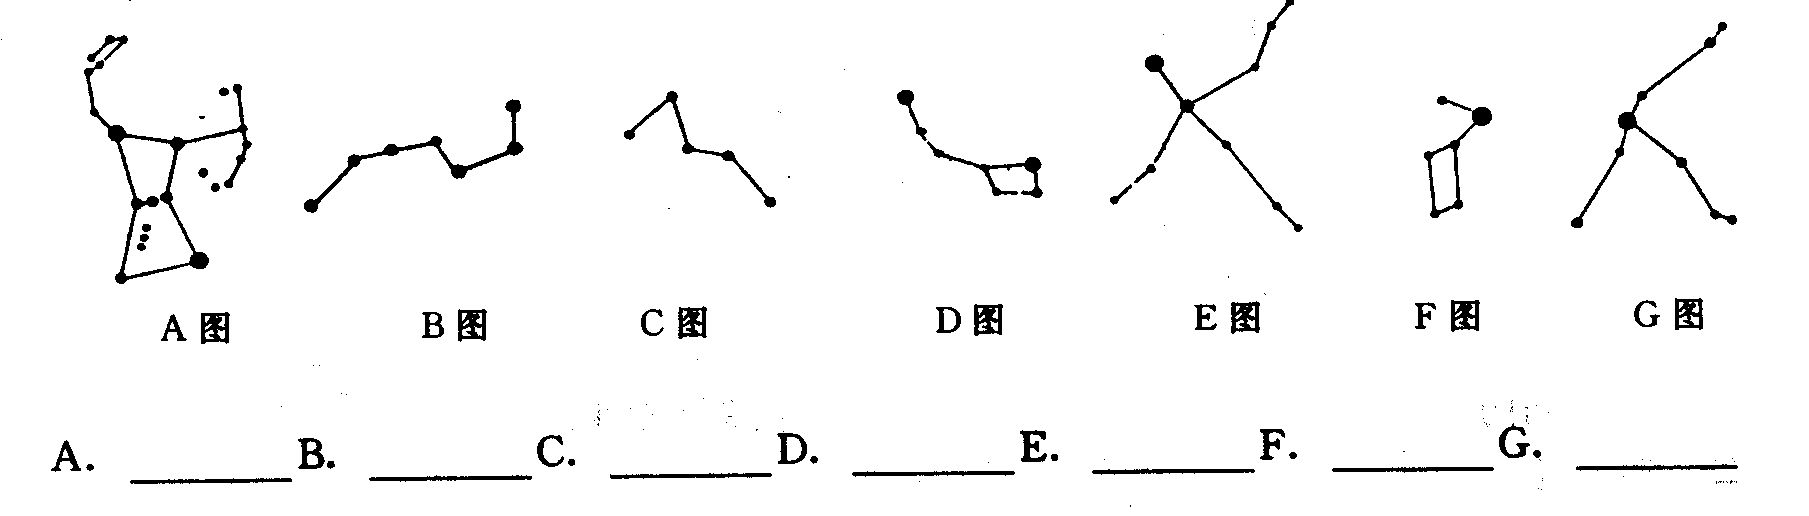 A图 B图 C图 D图 E图 F图 G图
A. B. C. D. E. F. G.